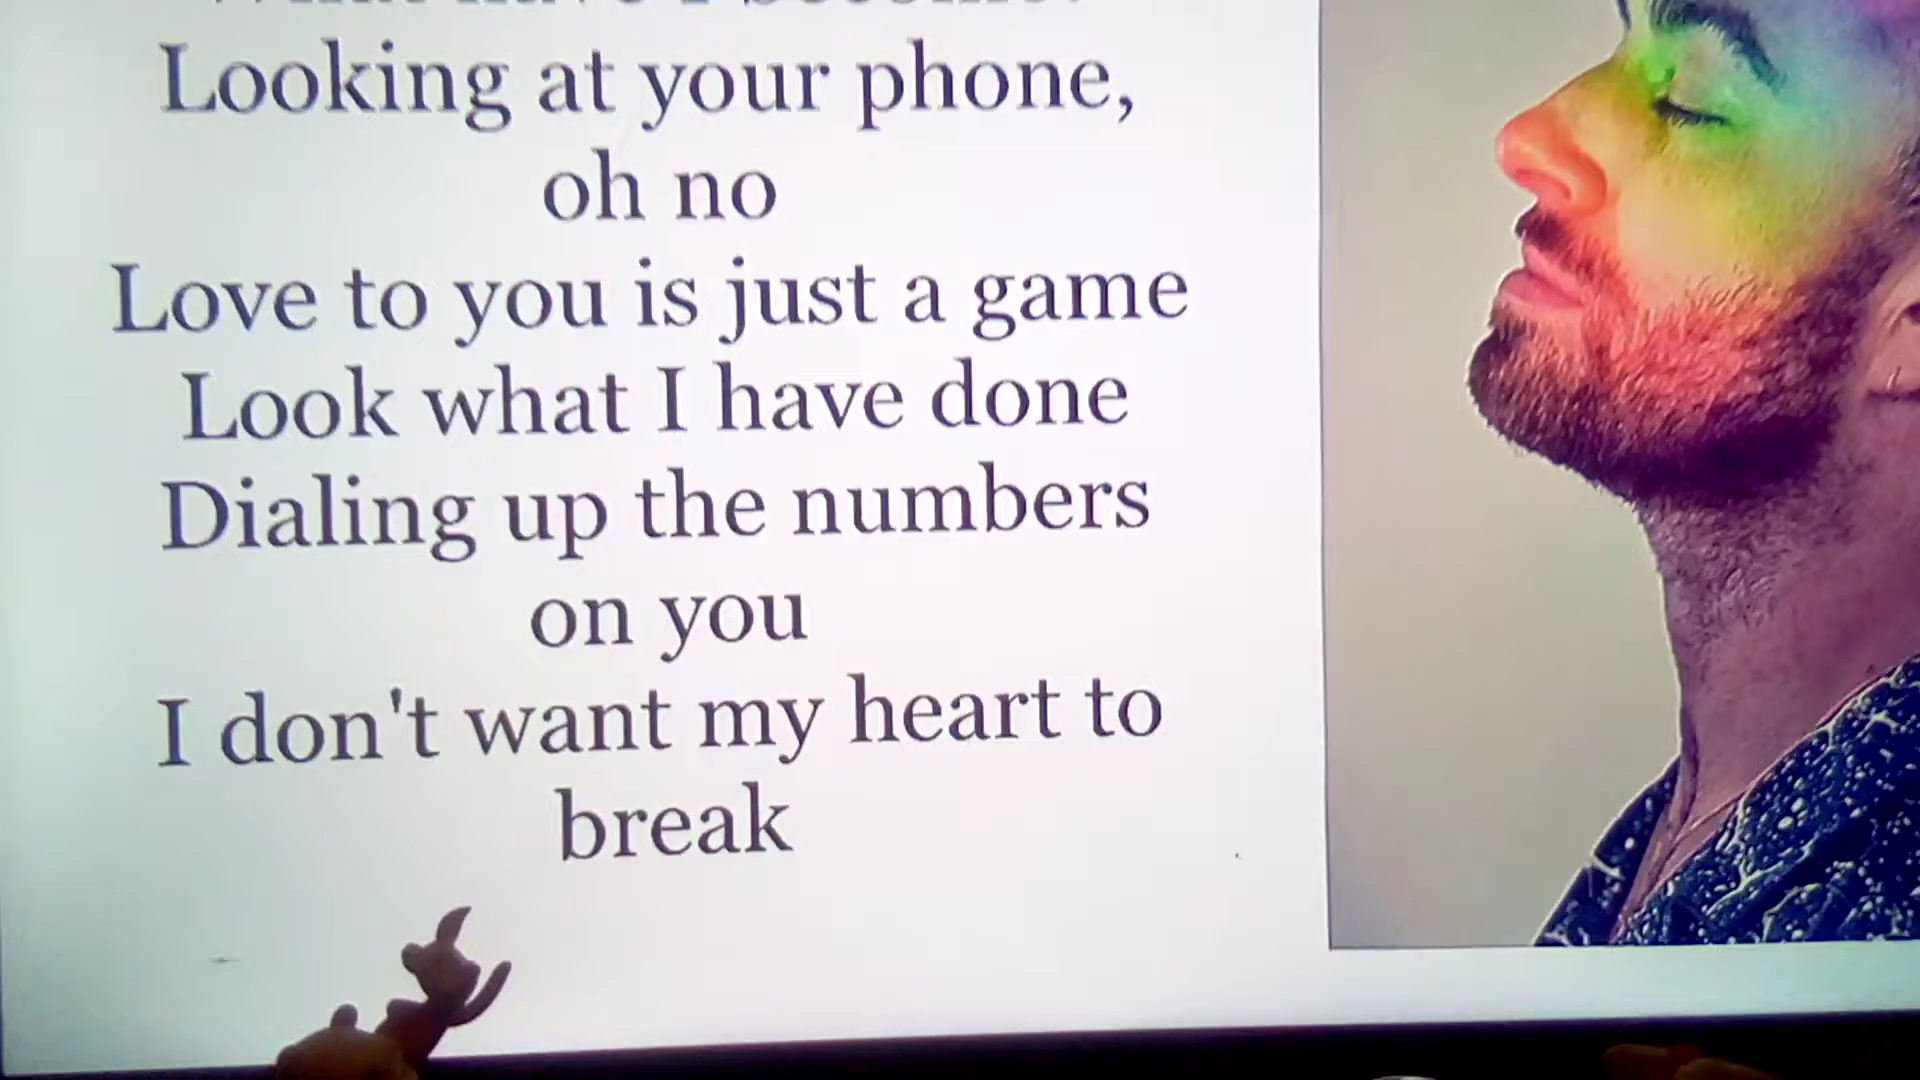 Looking at your phone,
oh no
Love to you is just a game
Look what I have done
Dialing up the numbers
on you
I don't want my heart to
break